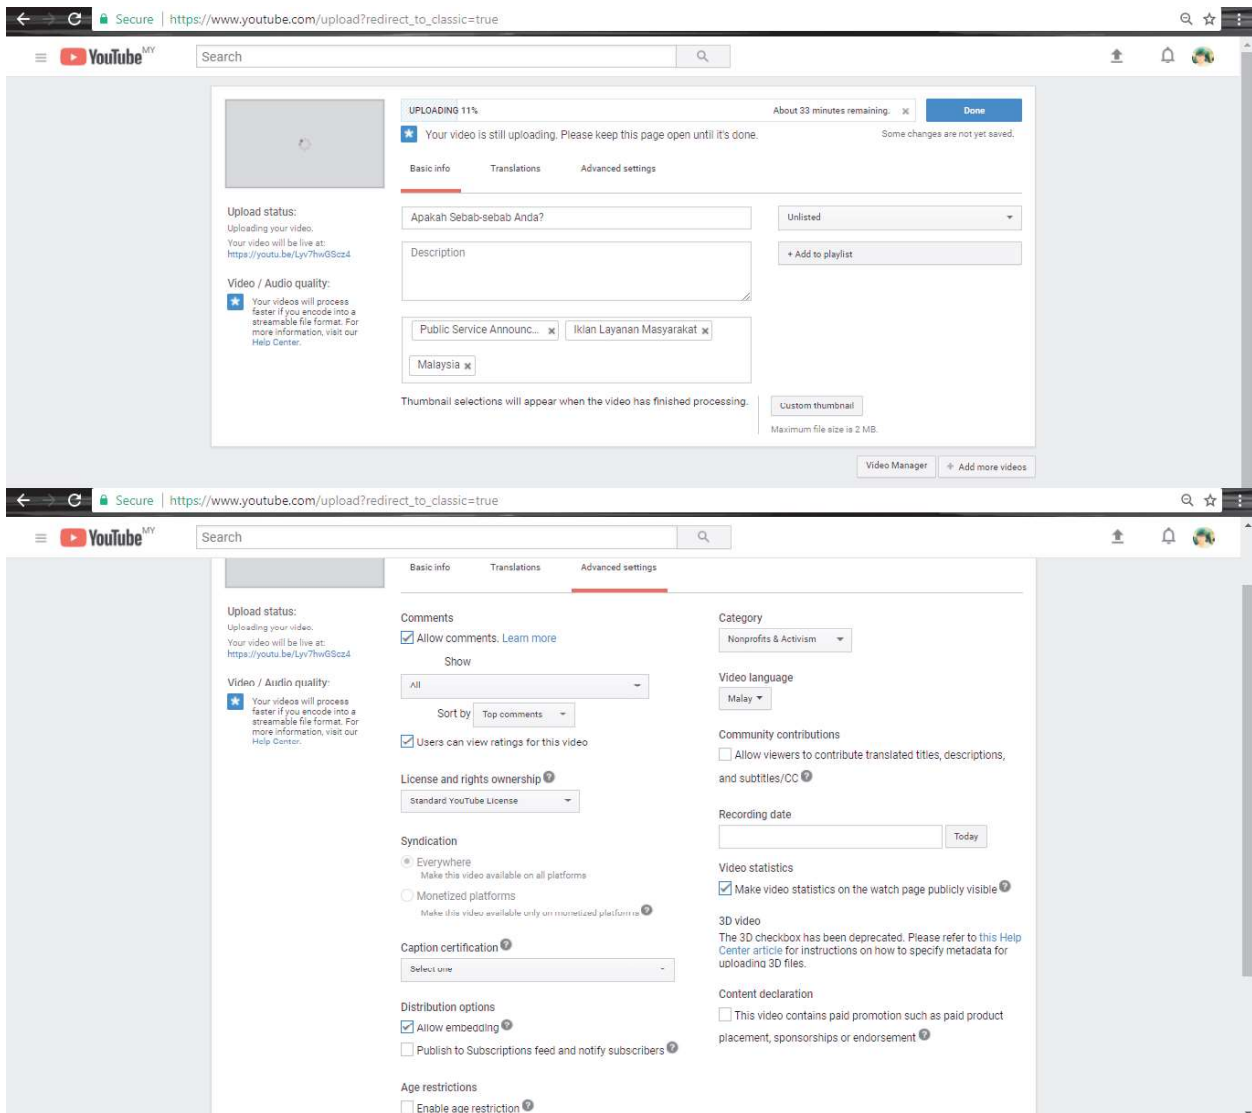 Secure | https://www.youtube.com/upload?redirect_to_classic=true
YouTube MY
Search
UPLOADING 11%
About 33 minutes remaining.
Done
Your video is still uploading. Please keep this page open until it's done.
Some changes are not yet saved.
Basic info
Translations
Advanced settings
Upload status:
Uploading your video.
Your video will be live at:
https://youtu.be/Lyv7hwGScz4
Video / Audio quality:
Your videos will process
faster if you encode into a
streamable file format. For
more information, visit our
Help Center.
Apakah Sebab-sebab Anda?
Unlisted
Description
+ Add to playlist
Public Service Announc... x
Iklan Layanan Masyarakat x
Malaysia x
Thumbnail selections will appear when the video has finished processing.
Custom thumbnail
Maximum file size is 2 MB.
Video Manager
+ Add more videos
Secure | https://www.youtube.com/upload?redirect_to_classic=true
YouTube MY
Search
Basic info
Translations
Advanced settings
Upload status:
Uploading your video.
Your video will be live at:
https://youtu.be/Lyv7hwGScz4
Video / Audio quality:
Your videos will process
faster if you encode into a
streamable file format. For
more information, visit our
Help Center.
Comments
Allow comments. Learn more
Show
All
Sort by Top comments
Users can view ratings for this video
License and rights ownership ?
Standard YouTube License
Syndication
Everywhere
Make this video available on all platforms
Monetized platforms
Make this video available only on monetized platforms ?
Caption certification ?
Select one
Distribution options
Allow embedding ?
Publish to Subscriptions feed and notify subscribers ?
Age restrictions
Enable age restriction ?
Category
Nonprofits & Activism
Video language
Malay
Community contributions
Allow viewers to contribute translated titles, descriptions,
and subtitles/CC ?
Recording date
Today
Video statistics
Make video statistics on the watch page publicly visible ?
3D video
The 3D checkbox has been deprecated. Please refer to this Help
Center article for instructions on how to specify metadata for
uploading 3D files.
Content declaration
This video contains paid promotion such as paid product
placement, sponsorships or endorsement ?